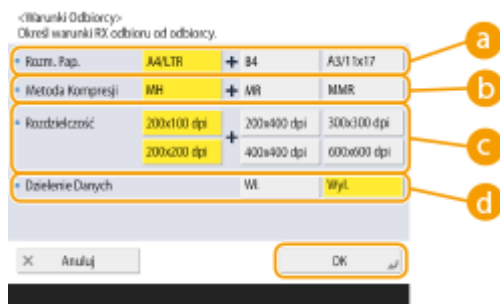 <Warunki Odbiorcy>
Określ warunki RX odbioru od odbiorcy.
Rozm. Pap. A4/LTR + B4 A3/11x17 a
Metoda Kompresji MH + MR MMR b
Rozdzielczość 200x100 dpi + 200x400 dpi 300x300 dpi c
200x200 dpi 400x400 dpi 600x600 dpi
Dzielenie Danych Wł. Wył. d
× Anuluj OK